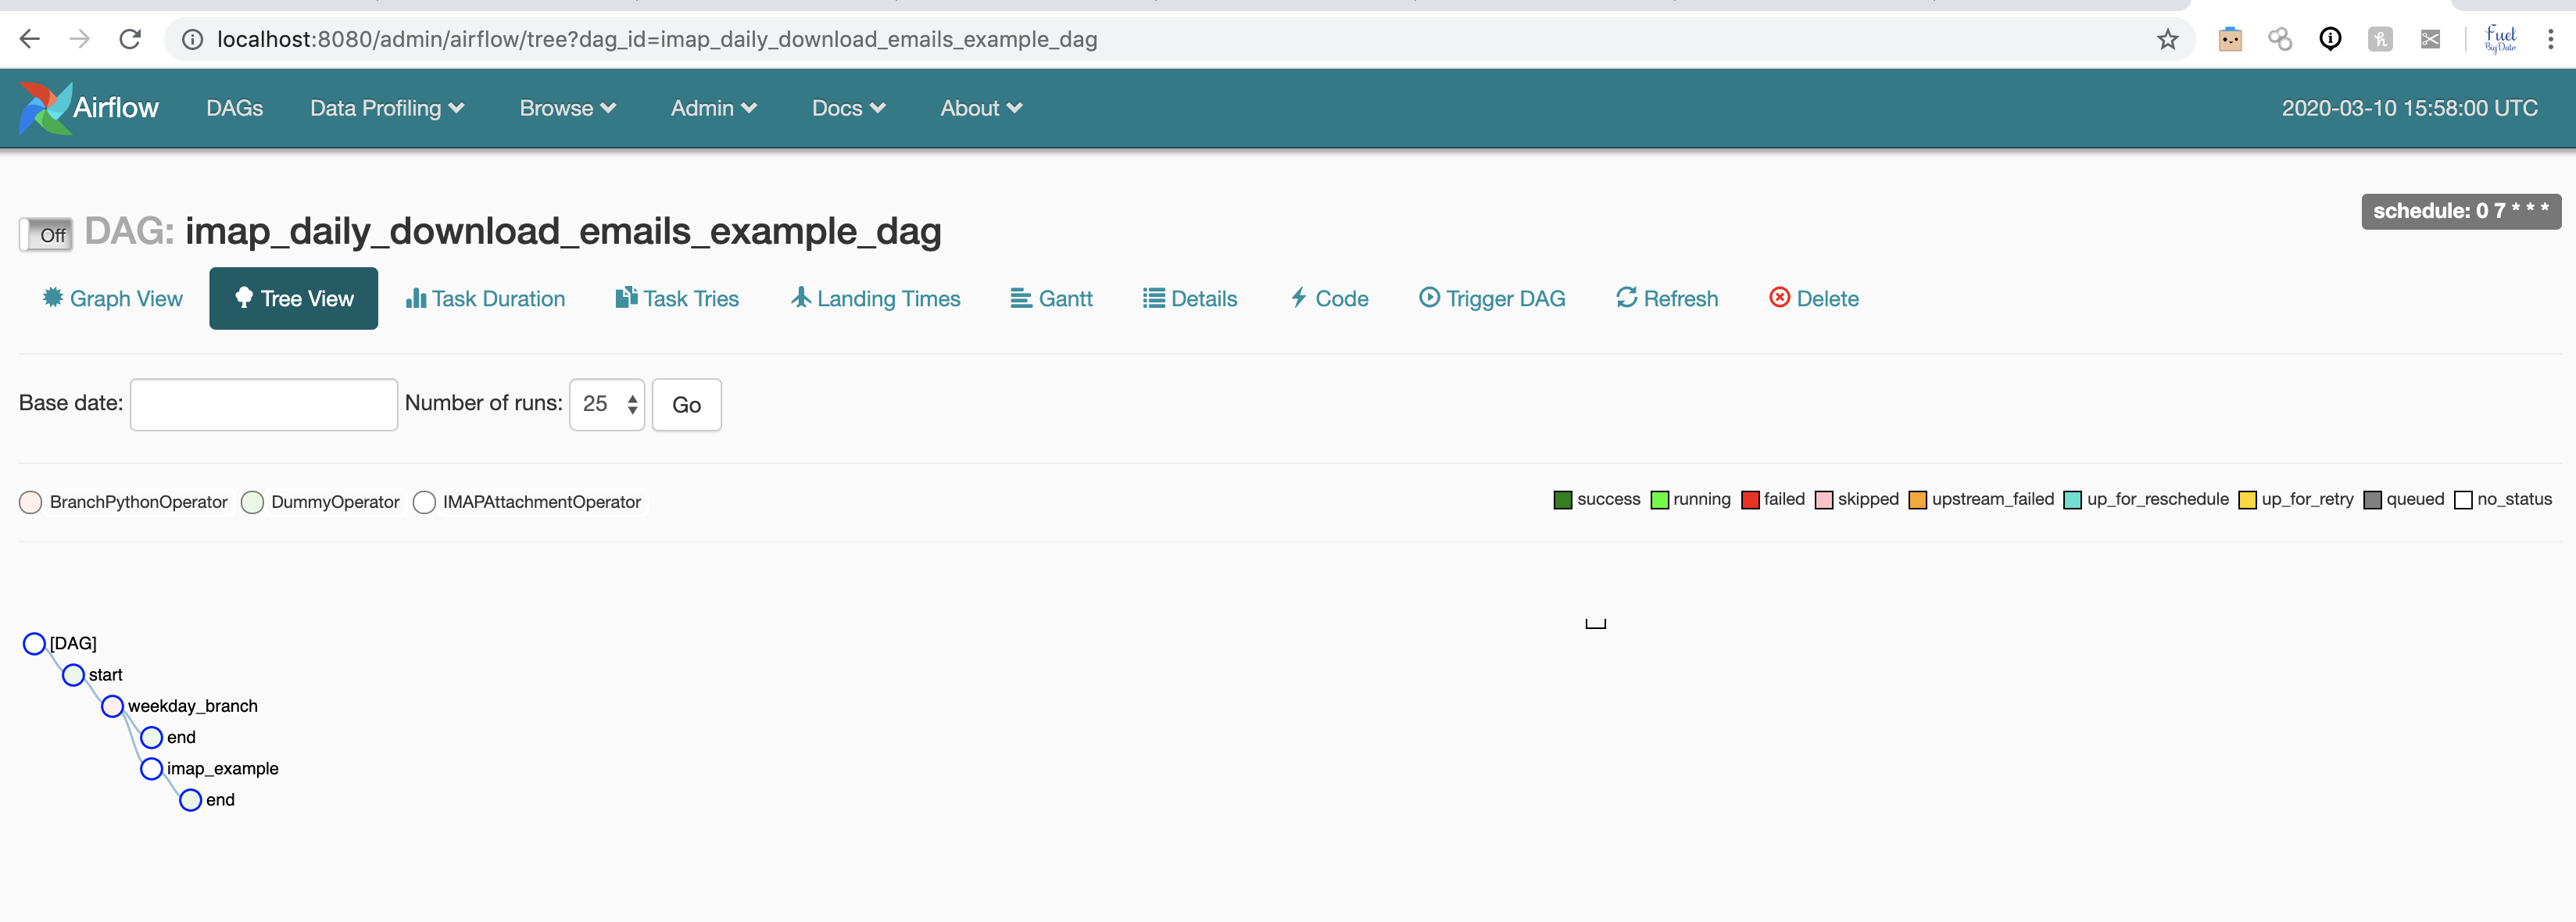 localhost:8080/admin/airflow/tree?dag_id=imap_daily_download_emails_example_dag
Fuel
Big Data
Airflow DAGs Data Profiling Browse Admin Docs About 2020-03-10 15:58:00 UTC
schedule: 0 7 * * *
Off DAG: imap_daily_download_emails_example_dag
Graph View Tree View Task Duration Task Tries Landing Times Gantt Details Code Trigger DAG Refresh Delete
Base date: Number of runs: 25 Go
BranchPythonOperator DummyOperator IMAPAttachmentOperator success running failed skipped upstream_failed up_for_reschedule up_for_retry queued no_status
[DAG]
start
weekday_branch
end
imap_example
end